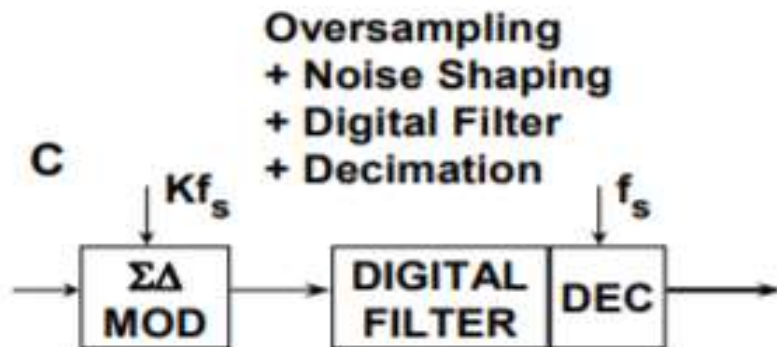 Oversampling
+ Noise Shaping
+ Digital Filter
+ Decimation
C
Kfs
fs
ΣΔ
MOD
DIGITAL
FILTER
DEC